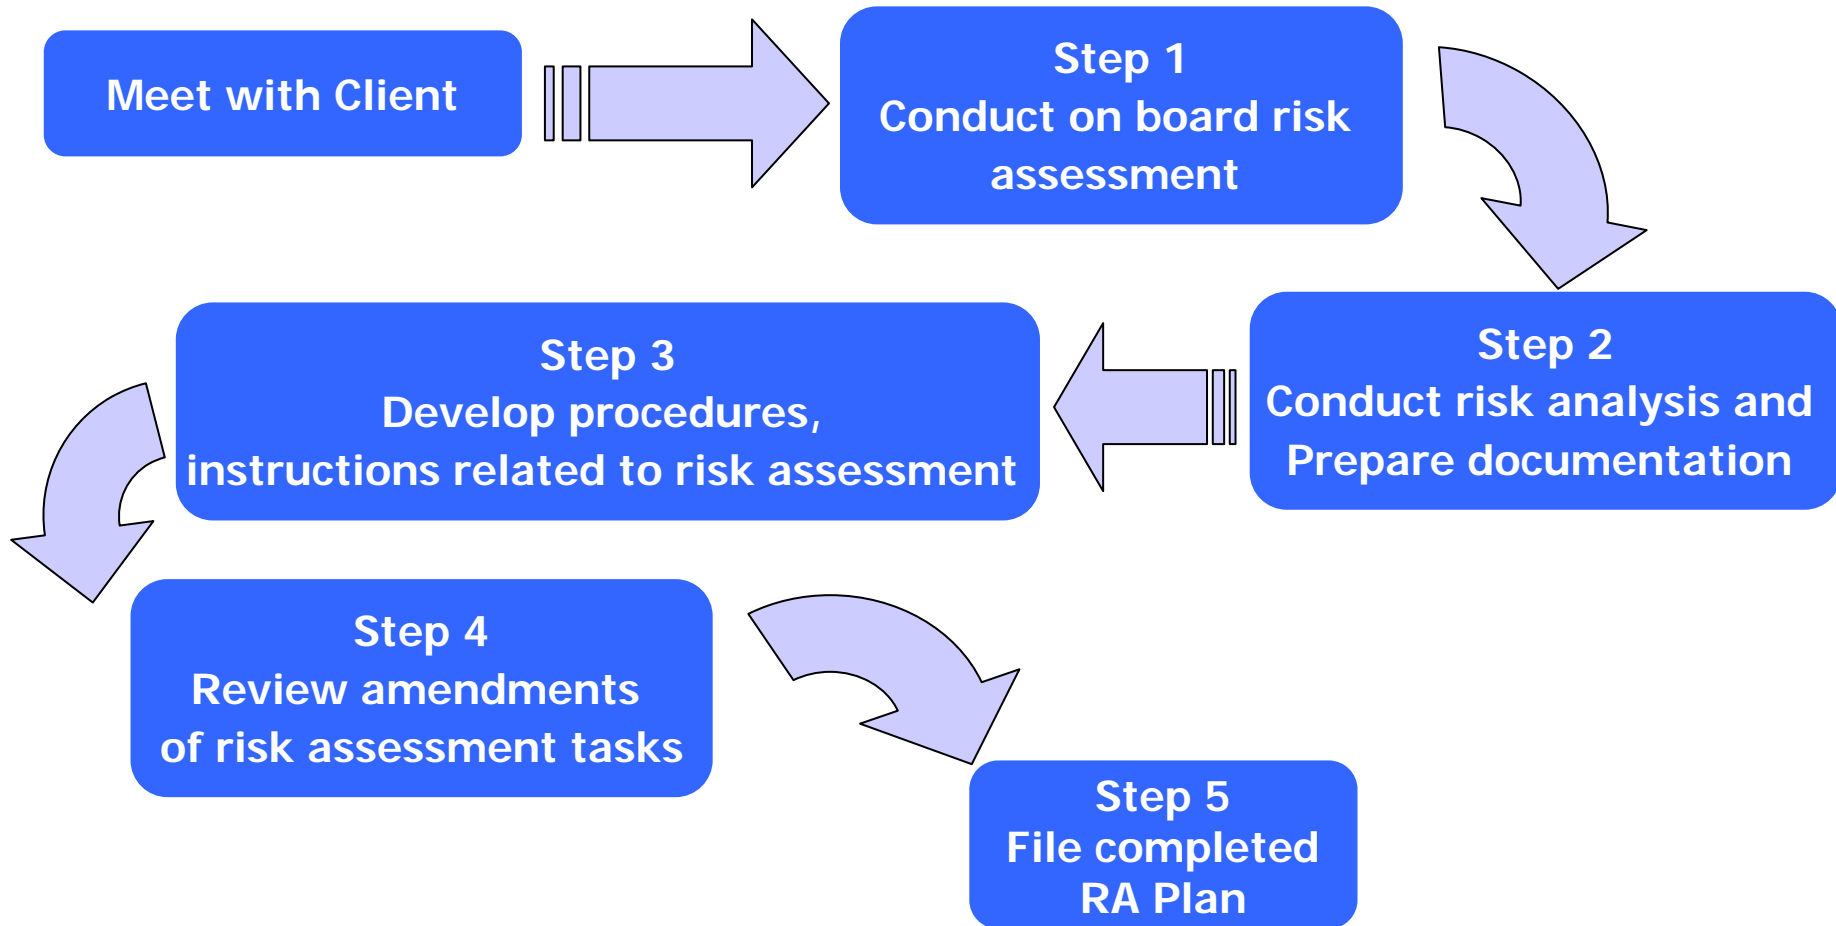 Meet with Client
Step 1
Conduct on board risk
assessment
Step 2
Conduct risk analysis and
Prepare documentation
Step 3
Develop procedures,
instructions related to risk assessment
Step 4
Review amendments
of risk assessment tasks
Step 5
File completed
RA Plan